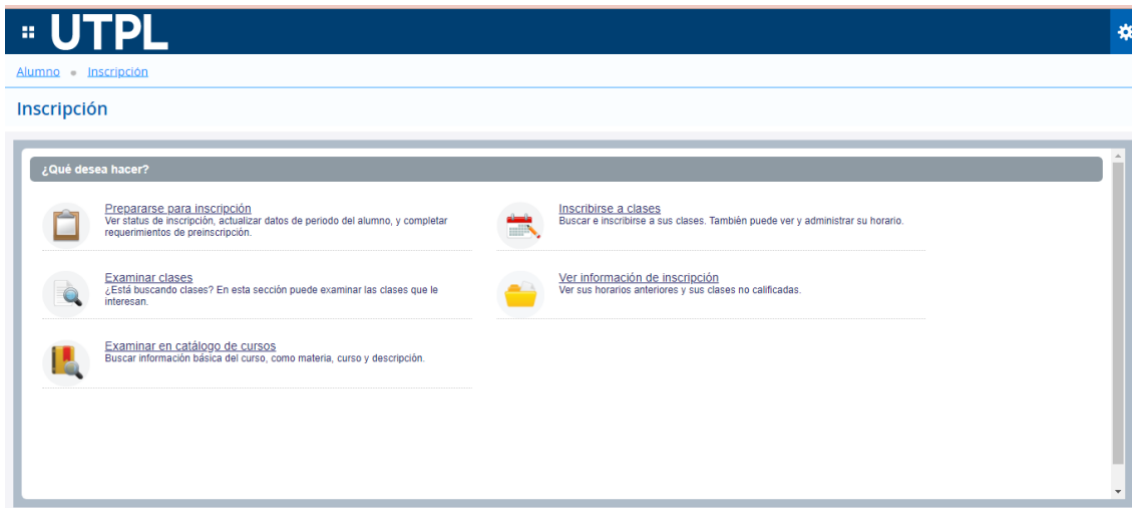 UTPL
Alumno • Inscripción
Inscripción
¿Qué desea hacer?
Prepararse para inscripción
Ver status de inscripción, actualizar datos de periodo del alumno, y completar
requerimientos de preinscripción.
Inscribirse a clases
Buscar e inscribirse a sus clases. También puede ver y administrar su horario.
Examinar clases
¿Está buscando clases? En esta sección puede examinar las clases que le
interesan.
Ver información de inscripción
Ver sus horarios anteriores y sus clases no calificadas.
Examinar en catálogo de cursos
Buscar información básica del curso, como materia, curso y descripción.